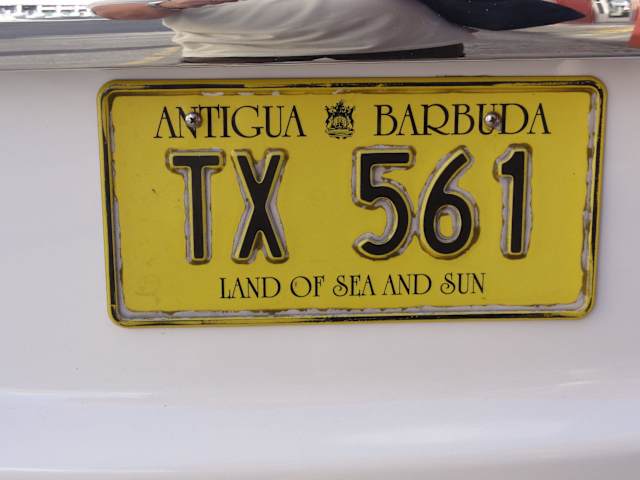 ANTIGUA BARBUDA
TX 561
LAND OF SEA AND SUN